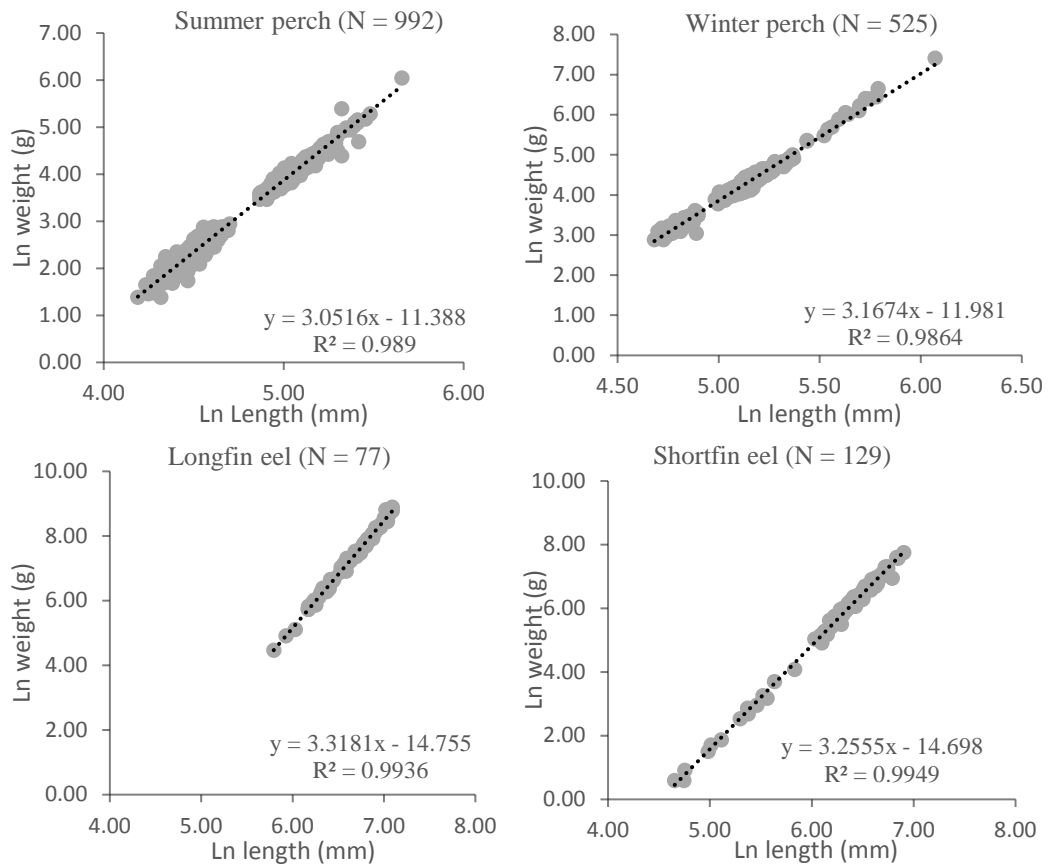 Summer perch (N = 992)
7.00
6.00
5.00
4.00
3.00
2.00
1.00
0.00
Ln weight (g)
y = 3.0516x - 11.388
R² = 0.989
4.00 5.00 6.00
Ln Length (mm)
Winter perch (N = 525)
8.00
7.00
6.00
5.00
4.00
3.00
2.00
1.00
0.00
Ln weight (g)
y = 3.1674x - 11.981
R² = 0.9864
4.50 5.00 5.50 6.00 6.50
Ln length (mm)
Longfin eel (N = 77)
10.00
8.00
6.00
4.00
2.00
0.00
Ln weight (g)
y = 3.3181x - 14.755
R² = 0.9936
4.00 5.00 6.00 7.00 8.00
Ln length (mm)
Shortfin eel (N = 129)
10.00
8.00
6.00
4.00
2.00
0.00
Ln weight (g)
y = 3.2555x - 14.698
R² = 0.9949
4.00 5.00 6.00 7.00 8.00
Ln length (mm)